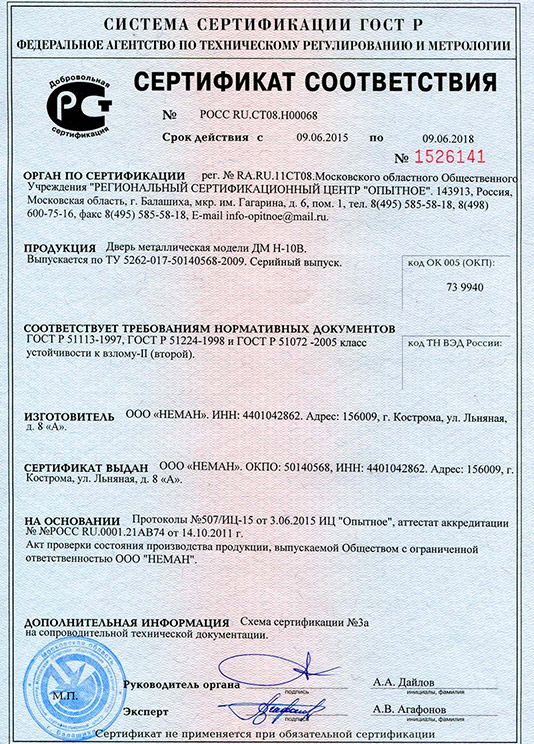 СИСТЕМА СЕРТИФИКАЦИИ ГОСТ Р
ФЕДЕРАЛЬНОЕ АГЕНТСТВО ПО ТЕХНИЧЕСКОМУ РЕГУЛИРОВАНИЮ И МЕТРОЛОГИИ
Добровольная
РСТ
сертификация
СЕРТИФИКАТ СООТВЕТСТВИЯ
№ РОСС RU.СТ08.Н00068
Срок действия с 09.06.2015 по 09.06.2018
№ 1526141
ОРГАН ПО СЕРТИФИКАЦИИ рег. № RA.RU.11СТ08.Московского областного Общественного
Учреждения "РЕГИОНАЛЬНЫЙ СЕРТИФИКАЦИОННЫЙ ЦЕНТР "ОПЫТНОЕ". 143913, Россия,
Московская область, г. Балашиха, мкр. им. Гагарина, д. 6, пом. 1, тел. 8(495) 585-58-18, 8(498)
600-75-16, факс 8(495) 585-58-18, E-mail info-opitnoe@mail.ru.
ПРОДУКЦИЯ Дверь металлическая модели ДМ Н-10В.
Выпускается по ТУ 5262-017-50140568-2009. Серийный выпуск.
код ОК 005 (ОКП):
73 9940
СООТВЕТСТВУЕТ ТРЕБОВАНИЯМ НОРМАТИВНЫХ ДОКУМЕНТОВ
ГОСТ Р 51113-1997, ГОСТ Р 51224-1998 и ГОСТ Р 51072 -2005 класс
устойчивости к взлому-II (второй).
код ТН ВЭД России:
ИЗГОТОВИТЕЛЬ ООО «НЕМАН». ИНН: 4401042862. Адрес: 156009, г. Кострома, ул. Льняная,
д. 8 «А».
СЕРТИФИКАТ ВЫДАН ООО «НЕМАН». ОКПО: 50140568, ИНН: 4401042862. Адрес: 156009, г.
Кострома, ул. Льняная, д. 8 «А».
НА ОСНОВАНИИ Протоколы №507/ИЦ-15 от 3.06.2015 ИЦ "Опытное", аттестат аккредитации
№ №РОСС RU.0001.21АВ74 от 14.10.2011 г.
Акт проверки состояния производства продукции, выпускаемой Обществом с ограниченной
ответственностью ООО "НЕМАН".
ДОПОЛНИТЕЛЬНАЯ ИНФОРМАЦИЯ Схема сертификации №3а
на сопроводительной технической документации.
Московская область
М.П.
г. Балашиха
Руководитель органа
подпись
А.А. Дайлов
инициалы, фамилия
Эксперт
Агафонов
подпись
А.В. Агафонов
инициалы, фамилия
Сертификат не применяется при обязательной сертификации